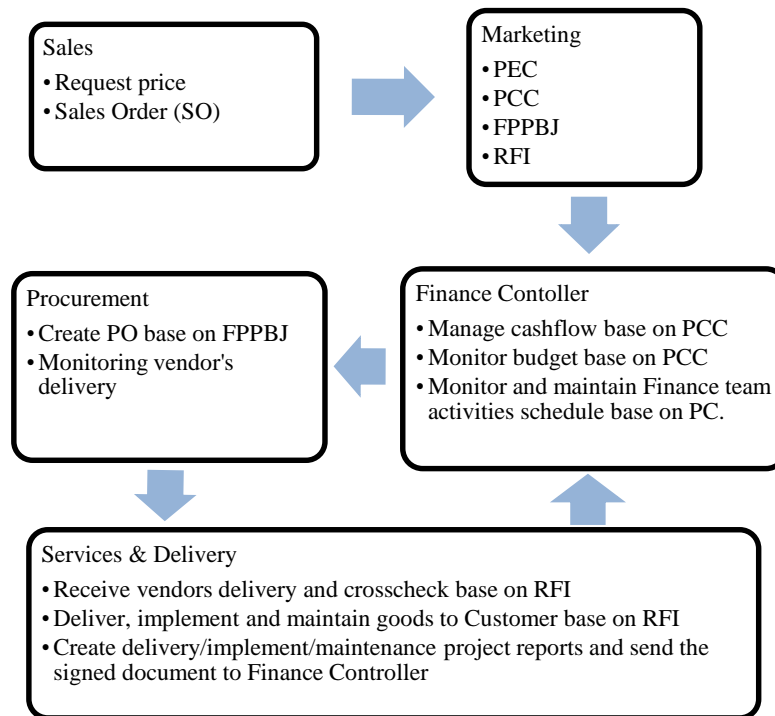 Sales
• Request price
• Sales Order (SO)
Marketing
• PEC
• PCC
• FPPBJ
• RFI
Procurement
• Create PO base on FPPBJ
• Monitoring vendor's
delivery
Finance Contoller
• Manage cashflow base on PCC
• Monitor budget base on PCC
• Monitor and maintain Finance team
activities schedule base on PC.
Services & Delivery
• Receive vendors delivery and crosscheck base on RFI
• Deliver, implement and maintain goods to Customer base on RFI
• Create delivery/implement/maintenance project reports and send the
signed document to Finance Controller